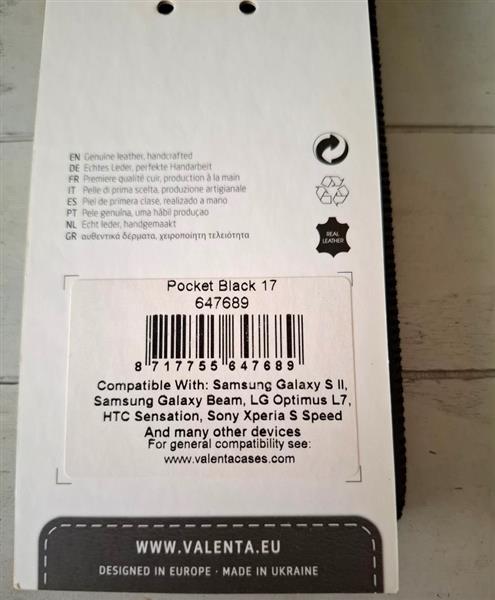 EN Genuine leather, handcrafted
DE Echtes Leder, perfekte Handarbeit
FR Premiere qualité cuir, production à la main
IT Pelle di prima scelta, produzione artigianale
ES Piel de primera clase, realizado a mano
PT Pele genuína, uma hábil produçao
NL Echt leder, handgemaakt
GR αυθεντικά δέρματα, χειροποίητη τελειότητα
REAL
LEATHER
Pocket Black 17
647689
8 717755 647689
Compatible With: Samsung Galaxy S II,
Samsung Galaxy Beam, LG Optimus L7,
HTC Sensation, Sony Xperia S Speed
And many other devices
For general compatibility see:
www.valentacases.com
WWW.VALENTA.EU
DESIGNED IN EUROPE · MADE IN UKRAINE